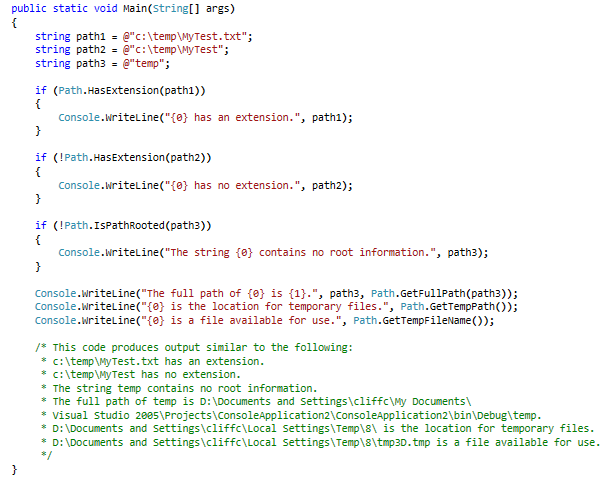 public static void Main(String[] args)
{
    string path1 = @"c:\temp\MyTest.txt";
    string path2 = @"c:\temp\MyTest";
    string path3 = @"temp";

    if (Path.HasExtension(path1))
    {
        Console.WriteLine("{0} has an extension.", path1);
    }

    if (!Path.HasExtension(path2))
    {
        Console.WriteLine("{0} has no extension.", path2);
    }

    if (!Path.IsPathRooted(path3))
    {
        Console.WriteLine("The string {0} contains no root information.", path3);
    }

    Console.WriteLine("The full path of {0} is {1}.", path3, Path.GetFullPath(path3));
    Console.WriteLine("{0} is the location for temporary files.", Path.GetTempPath());
    Console.WriteLine("{0} is a file available for use.", Path.GetTempFileName());

    /* This code produces output similar to the following:
     * c:\temp\MyTest.txt has an extension.
     * c:\temp\MyTest has no extension.
     * The string temp contains no root information.
     * The full path of temp is D:\Documents and Settings\cliffc\My Documents\
     * Visual Studio 2005\Projects\ConsoleApplication2\ConsoleApplication2\bin\Debug\temp.
     * D:\Documents and Settings\cliffc\Local Settings\Temp\8\ is the location for temporary files.
     * D:\Documents and Settings\cliffc\Local Settings\Temp\8\tmp3D.tmp is a file available for use.
     */
}